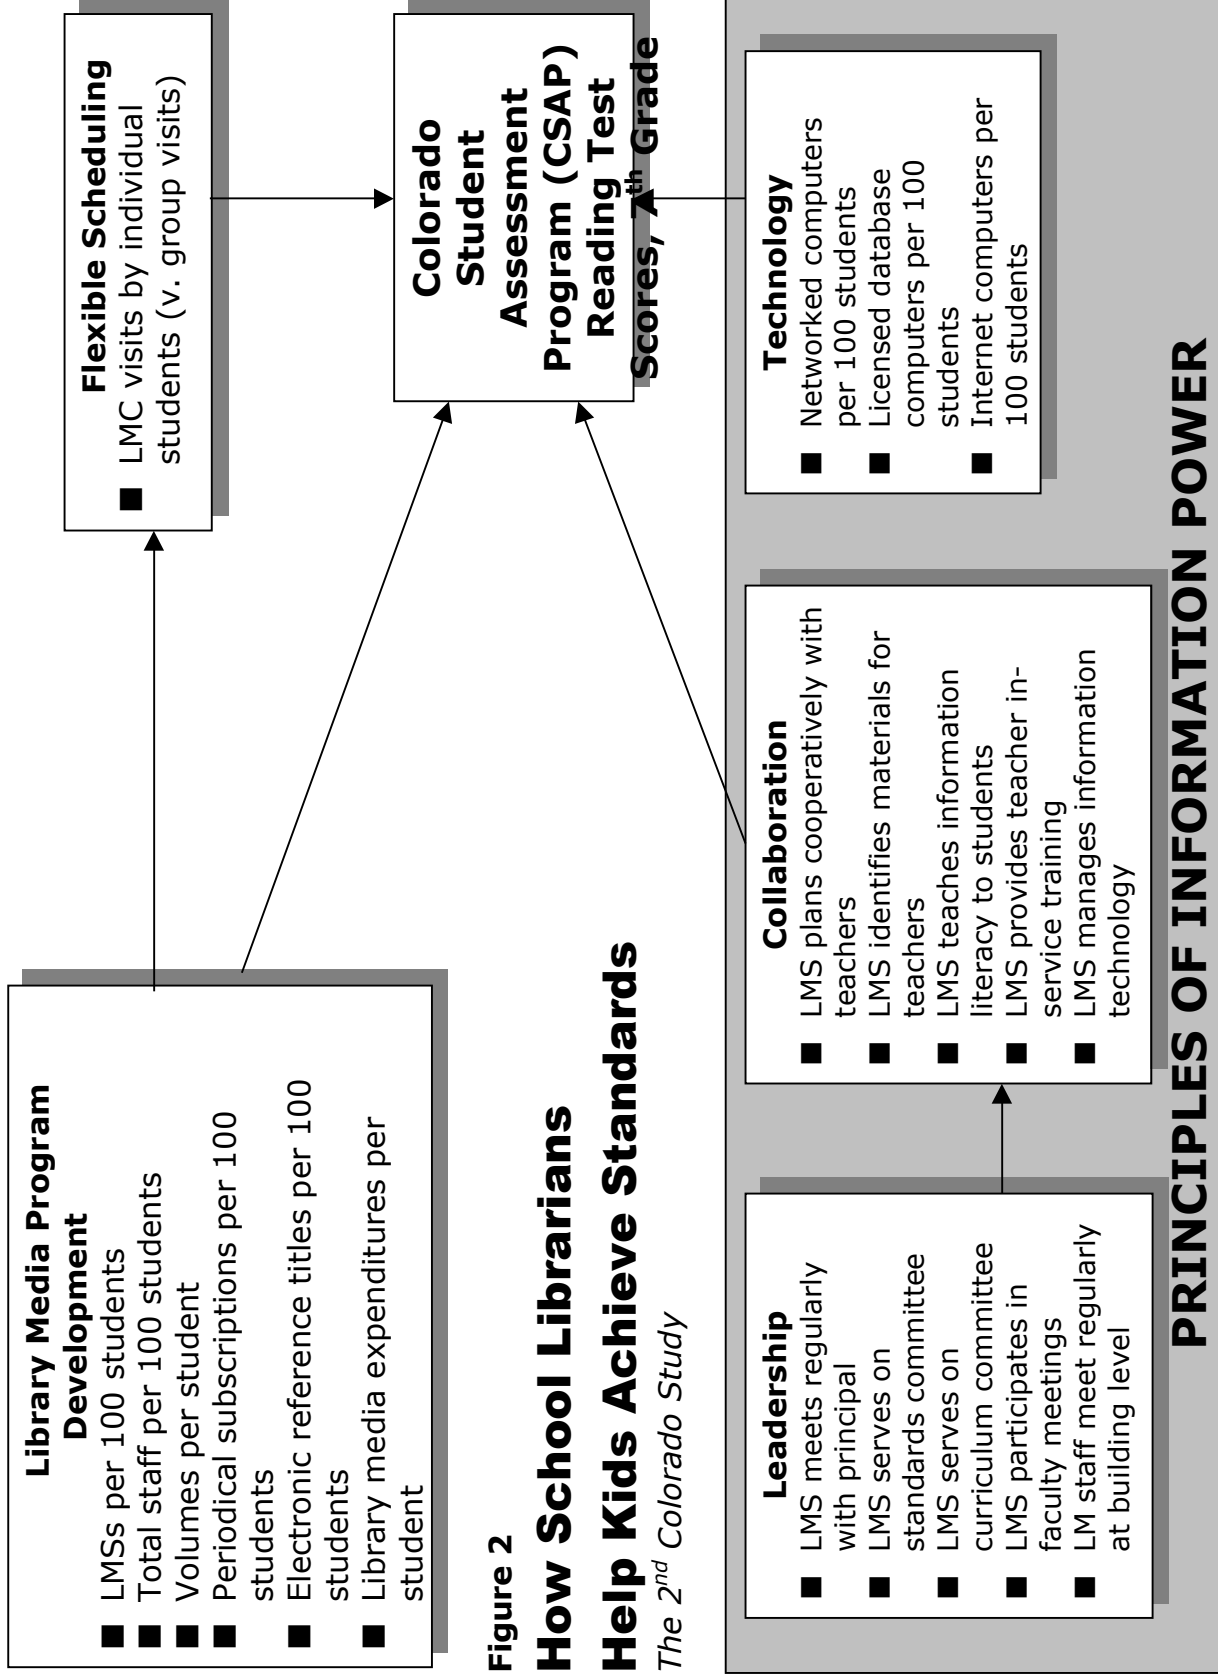 Library Media Program
Development
■ LMSs per 100 students
■ Total staff per 100 students
■ Volumes per student
■ Periodical subscriptions per 100
students
■ Electronic reference titles per 100
students
■ Library media expenditures per
student
Flexible Scheduling
■ LMC visits by individual
students (v. group visits)
Colorado
Student
Assessment
Program (CSAP)
Reading Test
Scores, 7th Grade
Figure 2
How School Librarians
Help Kids Achieve Standards
The 2nd Colorado Study
Leadership
■ LMS meets regularly
with principal
■ LMS serves on
standards committee
■ LMS serves on
curriculum committee
■ LMS participates in
faculty meetings
■ LM staff meet regularly
at building level
Collaboration
■ LMS plans cooperatively with
teachers
■ LMS identifies materials for
teachers
■ LMS teaches information
literacy to students
■ LMS provides teacher in-
service training
■ LMS manages information
technology
Technology
■ Networked computers
per 100 students
■ Licensed database
computers per 100
students
■ Internet computers per
100 students
PRINCIPLES OF INFORMATION POWER